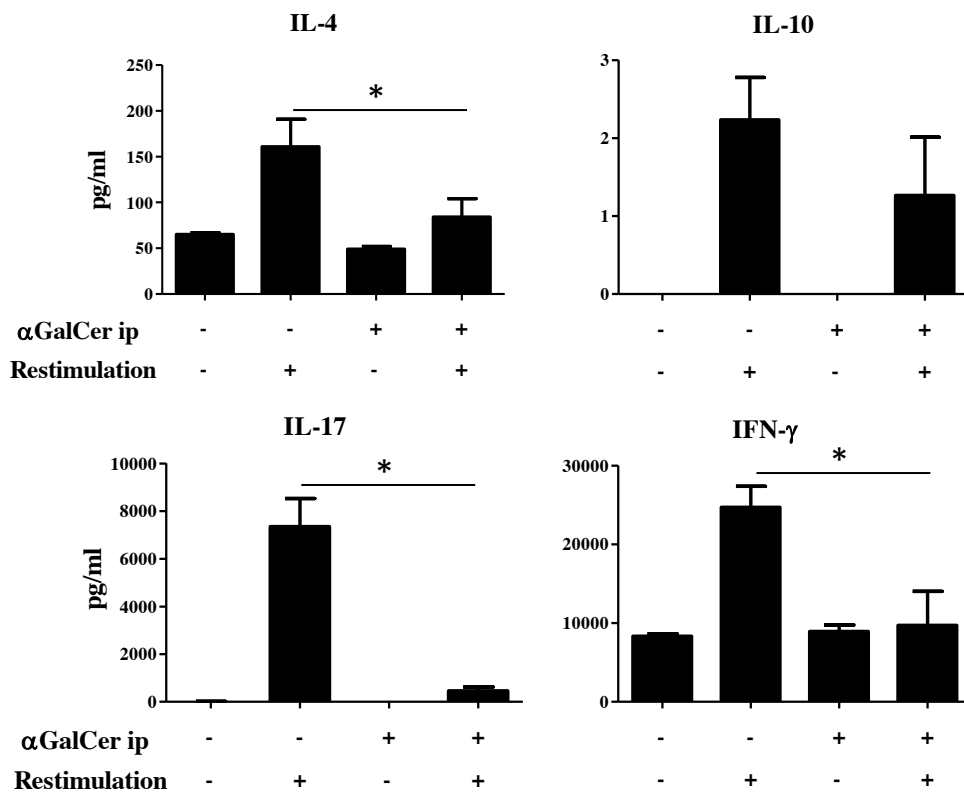 IL-4
IL-10
pg/ml
300
250
200
150
100
50
0
*
3
2
1
0
αGalCer ip - - + + - - + +
Restimulation - + - + - + - +
IL-17
IFN-γ
pg/ml
10000
8000
6000
4000
2000
0
*
30000
20000
10000
0
*
αGalCer ip - - + + - - + +
Restimulation - + - + - + - +